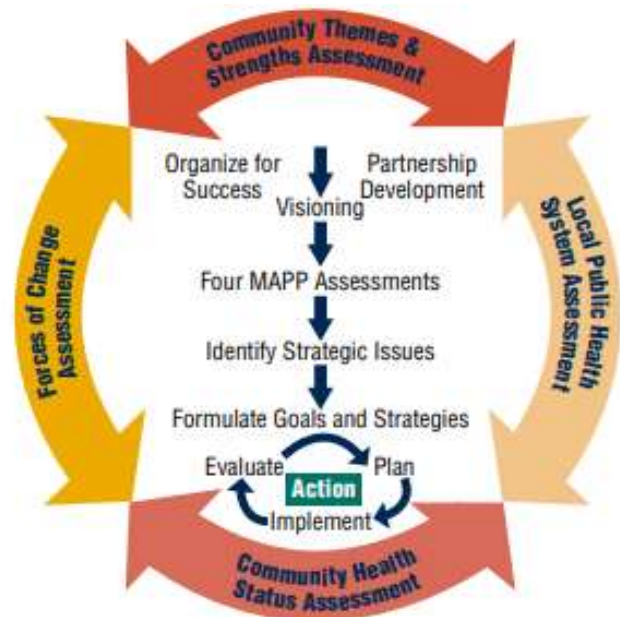 Community Themes &
Strengths Assessment
Organize for
Success
Partnership
Development
Visioning
Four MAPP Assessments
Identify Strategic Issues
Formulate Goals and Strategies
Evaluate
Plan
Action
Implement
Forces of Change
Assessment
Local Public Health
System Assessment
Community Health
Status Assessment